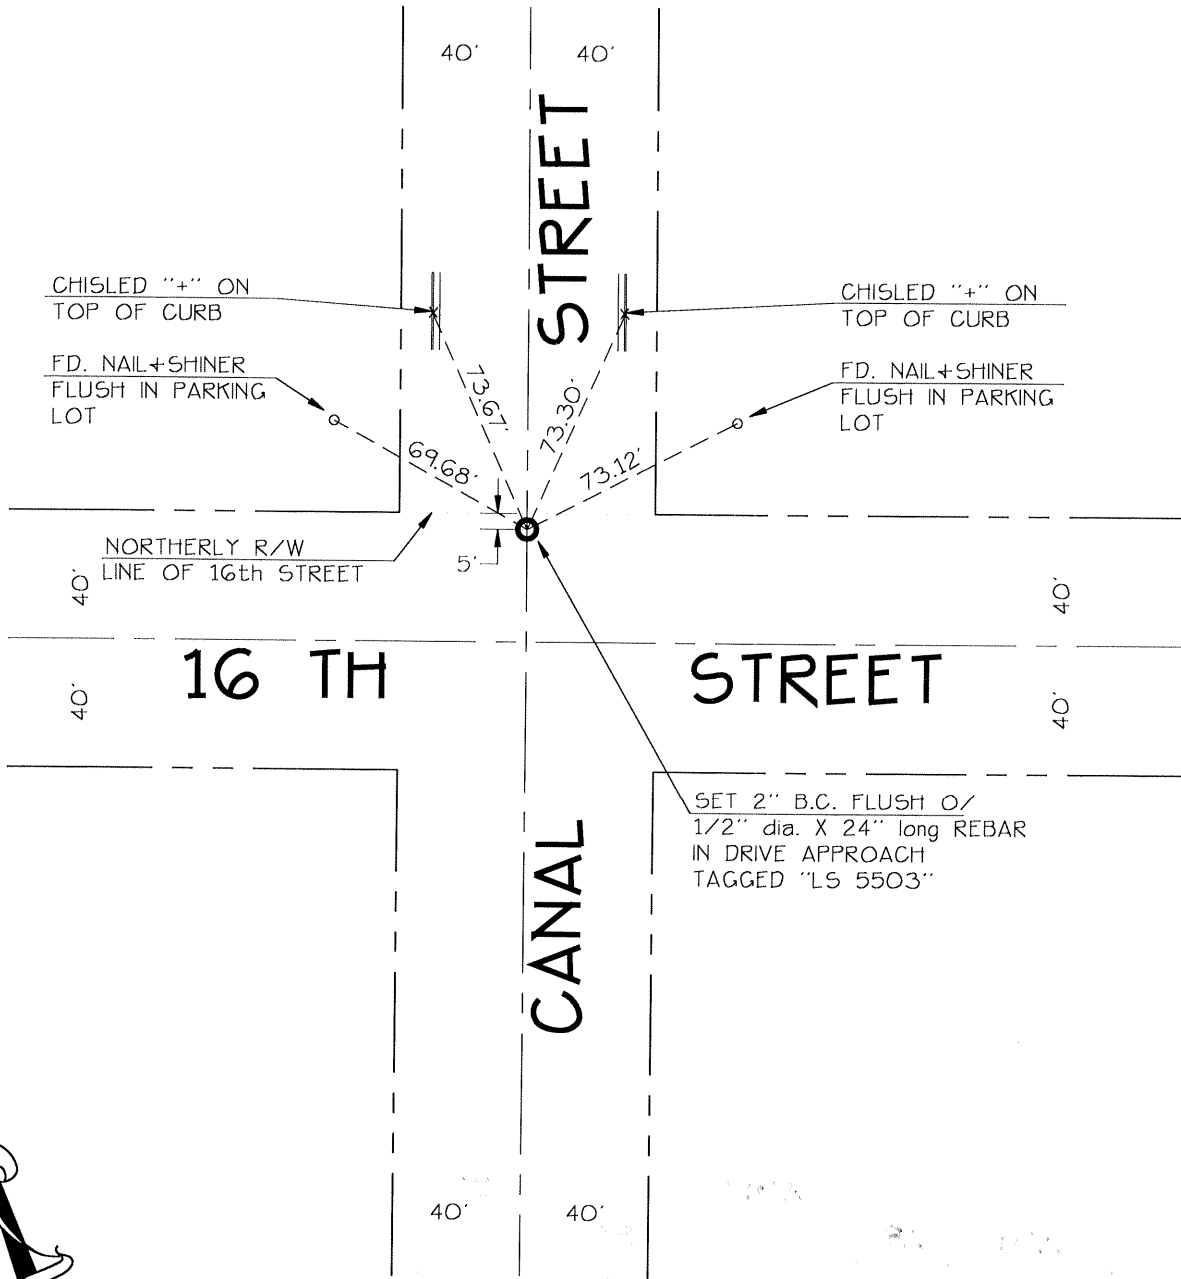 40' 40'
STREET
CHISLED "+" ON
TOP OF CURB
CHISLED "+" ON
TOP OF CURB
FD. NAIL+SHINER
FLUSH IN PARKING
LOT
FD. NAIL+SHINER
FLUSH IN PARKING
LOT
73.67'
73.30'
69.68'
73.12'
NORTHERLY R/W
LINE OF 16th STREET
5'
40'
40'
16 TH STREET
40'
40'
SET 2" B.C. FLUSH O/
1/2" dia. X 24" long REBAR
IN DRIVE APPROACH
TAGGED "LS 5503"
CANAL
40' 40'